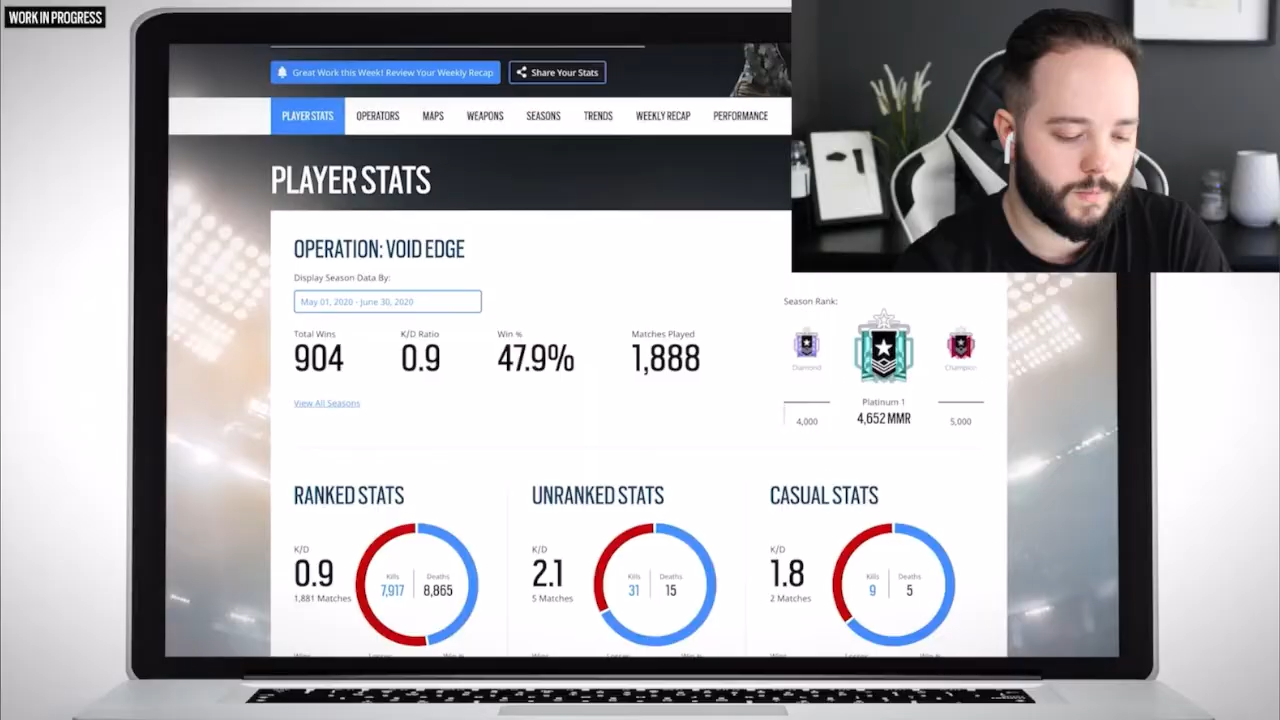 WORK IN PROGRESS
Great Work this Week! Review Your Weekly Recap
Share Your Stats
PLAYER STATS
OPERATORS
MAPS
WEAPONS
SEASONS
TRENDS
WEEKLY RECAP
PERFORMANCE
PLAYER STATS
OPERATION: VOID EDGE
Display Season Data By:
May 01, 2020 - June 30, 2020
Total Wins
904
K/D Ratio
0.9
Win %
47.9%
Matches Played
1,888
View All Seasons
Season Rank:
Diamond
4,000
Platinum 1
4,652 MMR
Champion
5,000
RANKED STATS
K/D
0.9
1,881 Matches
Kills
7,917
Deaths
8,865
UNRANKED STATS
K/D
2.1
5 Matches
Kills
31
Deaths
15
CASUAL STATS
K/D
1.8
2 Matches
Kills
9
Deaths
5